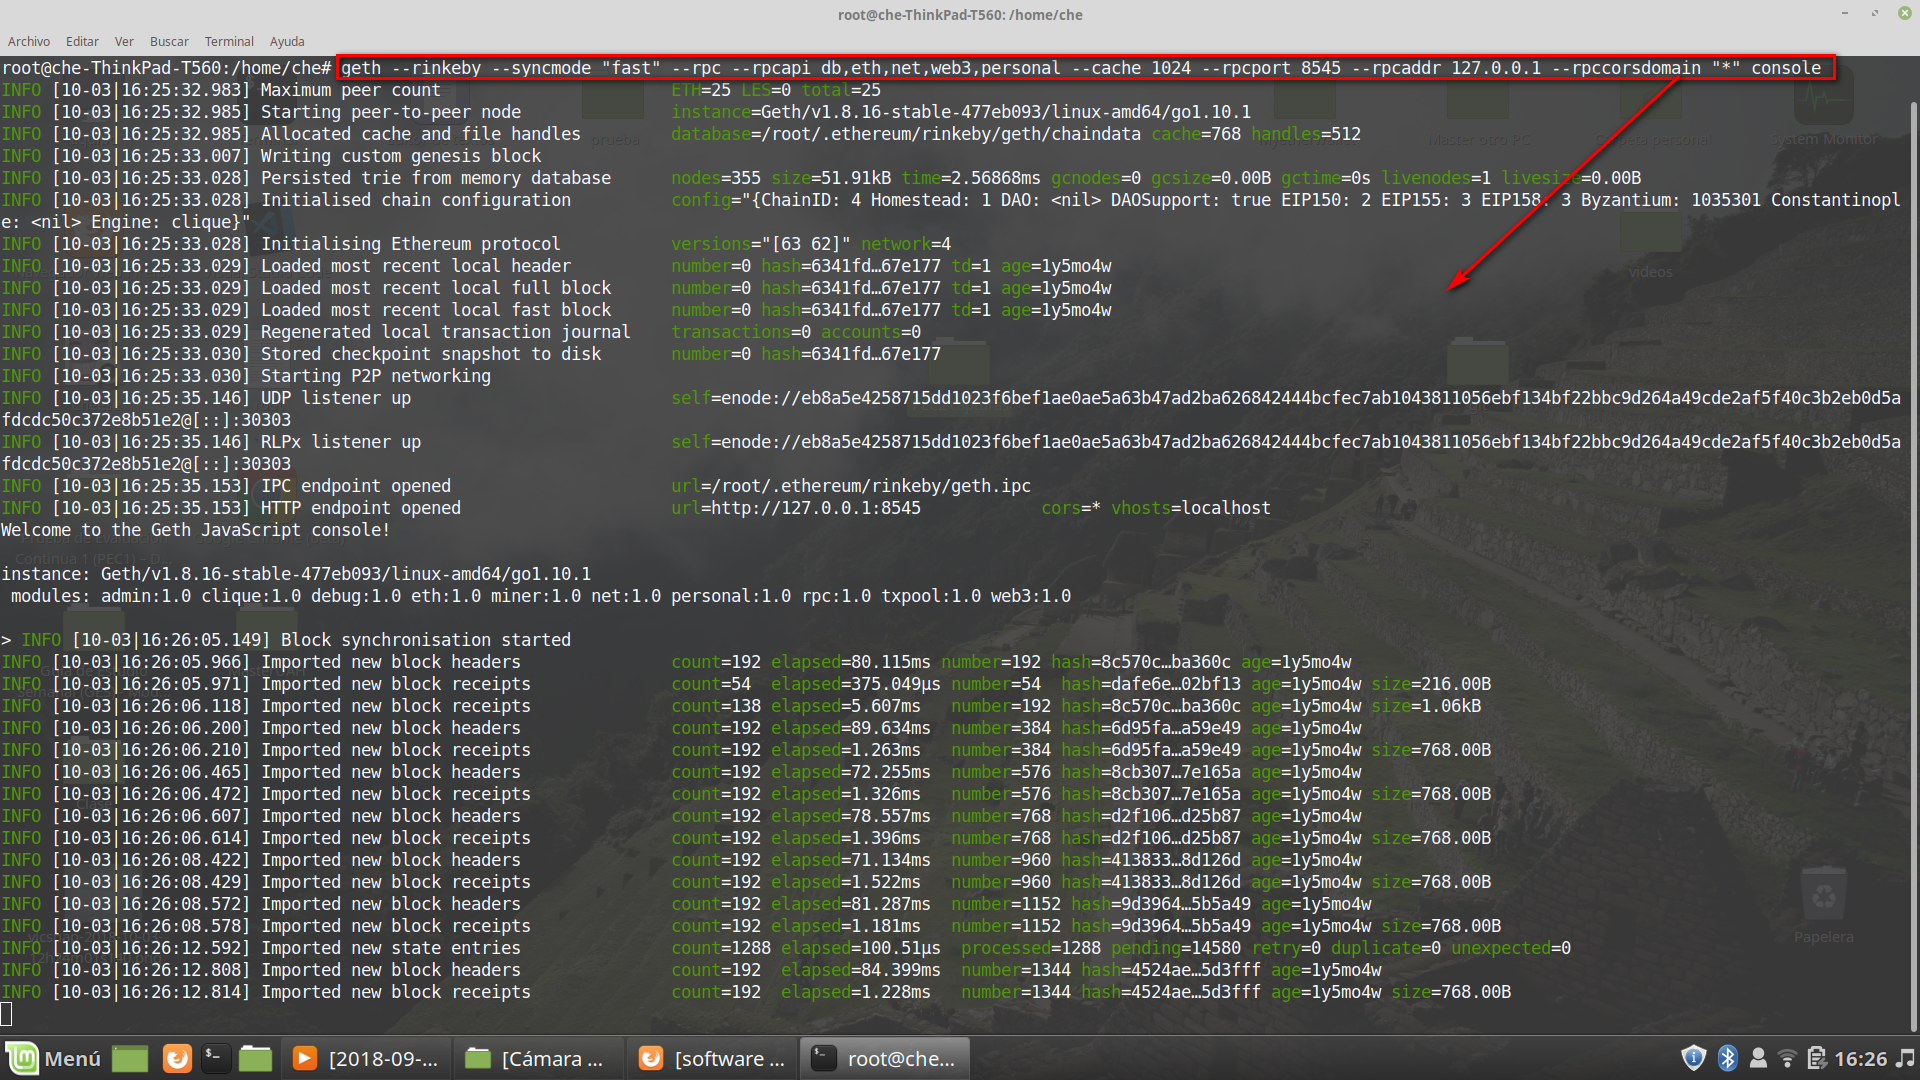 root@che-ThinkPad-T560: /home/che
Archivo Editar Ver Buscar Terminal Ayuda
root@che-ThinkPad-T560:/home/che# geth --rinkeby --syncmode "fast" --rpc --rpcapi db,eth,net,web3,personal --cache 1024 --rpcport 8545 --rpcaddr 127.0.0.1 --rpccorsdomain "*" console
INFO [10-03|16:25:32.983] Maximum peer count ETH=25 LES=0 total=25
INFO [10-03|16:25:32.985] Starting peer-to-peer node instance=Geth/v1.8.16-stable-477eb093/linux-amd64/go1.10.1
INFO [10-03|16:25:32.985] Allocated cache and file handles database=/root/.ethereum/rinkeby/geth/chaindata cache=768 handles=512
INFO [10-03|16:25:33.007] Writing custom genesis block
INFO [10-03|16:25:33.028] Persisted trie from memory database nodes=355 size=51.91kB time=2.56868ms gcnodes=0 gcsize=0.00B gctime=0s livenodes=1 livesize=0.00B
INFO [10-03|16:25:33.028] Initialised chain configuration config="{ChainID: 4 Homestead: 1 DAO: <nil> DAOSupport: true EIP150: 2 EIP155: 3 EIP158: 3 Byzantium: 1035301 Constantinopl
e: <nil> Engine: clique}"
INFO [10-03|16:25:33.028] Initialising Ethereum protocol versions="[63 62]" network=4
INFO [10-03|16:25:33.029] Loaded most recent local header number=0 hash=6341fd…67e177 td=1 age=1y5mo4w
INFO [10-03|16:25:33.029] Loaded most recent local full block number=0 hash=6341fd…67e177 td=1 age=1y5mo4w
INFO [10-03|16:25:33.029] Loaded most recent local fast block number=0 hash=6341fd…67e177 td=1 age=1y5mo4w
INFO [10-03|16:25:33.029] Regenerated local transaction journal transactions=0 accounts=0
INFO [10-03|16:25:33.030] Stored checkpoint snapshot to disk number=0 hash=6341fd…67e177
INFO [10-03|16:25:33.030] Starting P2P networking
INFO [10-03|16:25:35.146] UDP listener up self=enode://eb8a5e4258715dd1023f6bef1ae0ae5a63b47ad2ba626842444bcfec7ab1043811056ebf134bf22bbc9d264a49cde2af5f40c3b2eb0d5a
fdcdc50c372e8b51e2@[::]:30303
INFO [10-03|16:25:35.146] RLPx listener up self=enode://eb8a5e4258715dd1023f6bef1ae0ae5a63b47ad2ba626842444bcfec7ab1043811056ebf134bf22bbc9d264a49cde2af5f40c3b2eb0d5a
fdcdc50c372e8b51e2@[::]:30303
INFO [10-03|16:25:35.153] IPC endpoint opened url=/root/.ethereum/rinkeby/geth.ipc
INFO [10-03|16:25:35.153] HTTP endpoint opened url=http://127.0.0.1:8545 cors=* vhosts=localhost
Welcome to the Geth JavaScript console!
instance: Geth/v1.8.16-stable-477eb093/linux-amd64/go1.10.1
modules: admin:1.0 clique:1.0 debug:1.0 eth:1.0 miner:1.0 net:1.0 personal:1.0 rpc:1.0 txpool:1.0 web3:1.0
> INFO [10-03|16:26:05.149] Block synchronisation started
INFO [10-03|16:26:05.966] Imported new block headers count=192 elapsed=80.115ms number=192 hash=8c570c…ba360c age=1y5mo4w
INFO [10-03|16:26:05.971] Imported new block receipts count=54 elapsed=375.049µs number=54 hash=dafe6e…02bf13 age=1y5mo4w size=216.00B
INFO [10-03|16:26:06.118] Imported new block receipts count=138 elapsed=5.607ms number=192 hash=8c570c…ba360c age=1y5mo4w size=1.06kB
INFO [10-03|16:26:06.200] Imported new block headers count=192 elapsed=89.634ms number=384 hash=6d95fa…a59e49 age=1y5mo4w
INFO [10-03|16:26:06.210] Imported new block receipts count=192 elapsed=1.263ms number=384 hash=6d95fa…a59e49 age=1y5mo4w size=768.00B
INFO [10-03|16:26:06.465] Imported new block headers count=192 elapsed=72.255ms number=576 hash=8cb307…7e165a age=1y5mo4w
INFO [10-03|16:26:06.472] Imported new block receipts count=192 elapsed=1.326ms number=576 hash=8cb307…7e165a age=1y5mo4w size=768.00B
INFO [10-03|16:26:06.607] Imported new block headers count=192 elapsed=78.557ms number=768 hash=d2f106…d25b87 age=1y5mo4w
INFO [10-03|16:26:06.614] Imported new block receipts count=192 elapsed=1.396ms number=768 hash=d2f106…d25b87 age=1y5mo4w size=768.00B
INFO [10-03|16:26:08.422] Imported new block headers count=192 elapsed=71.134ms number=960 hash=413833…8d126d age=1y5mo4w
INFO [10-03|16:26:08.429] Imported new block receipts count=192 elapsed=1.522ms number=960 hash=413833…8d126d age=1y5mo4w size=768.00B
INFO [10-03|16:26:08.572] Imported new block headers count=192 elapsed=81.287ms number=1152 hash=9d3964…5b5a49 age=1y5mo4w
INFO [10-03|16:26:08.578] Imported new block receipts count=192 elapsed=1.181ms number=1152 hash=9d3964…5b5a49 age=1y5mo4w size=768.00B
INFO [10-03|16:26:12.592] Imported new state entries count=1288 elapsed=100.51µs processed=1288 pending=14580 retry=0 duplicate=0 unexpected=0
INFO [10-03|16:26:12.808] Imported new block headers count=192 elapsed=84.399ms number=1344 hash=4524ae…5d3fff age=1y5mo4w
INFO [10-03|16:26:12.814] Imported new block receipts count=192 elapsed=1.228ms number=1344 hash=4524ae…5d3fff age=1y5mo4w size=768.00B
prueba
Master otro PC
System Monitor
videos
Papelera
Menú [2018-09-... [Cámara ... [software ... root@che... 16:26